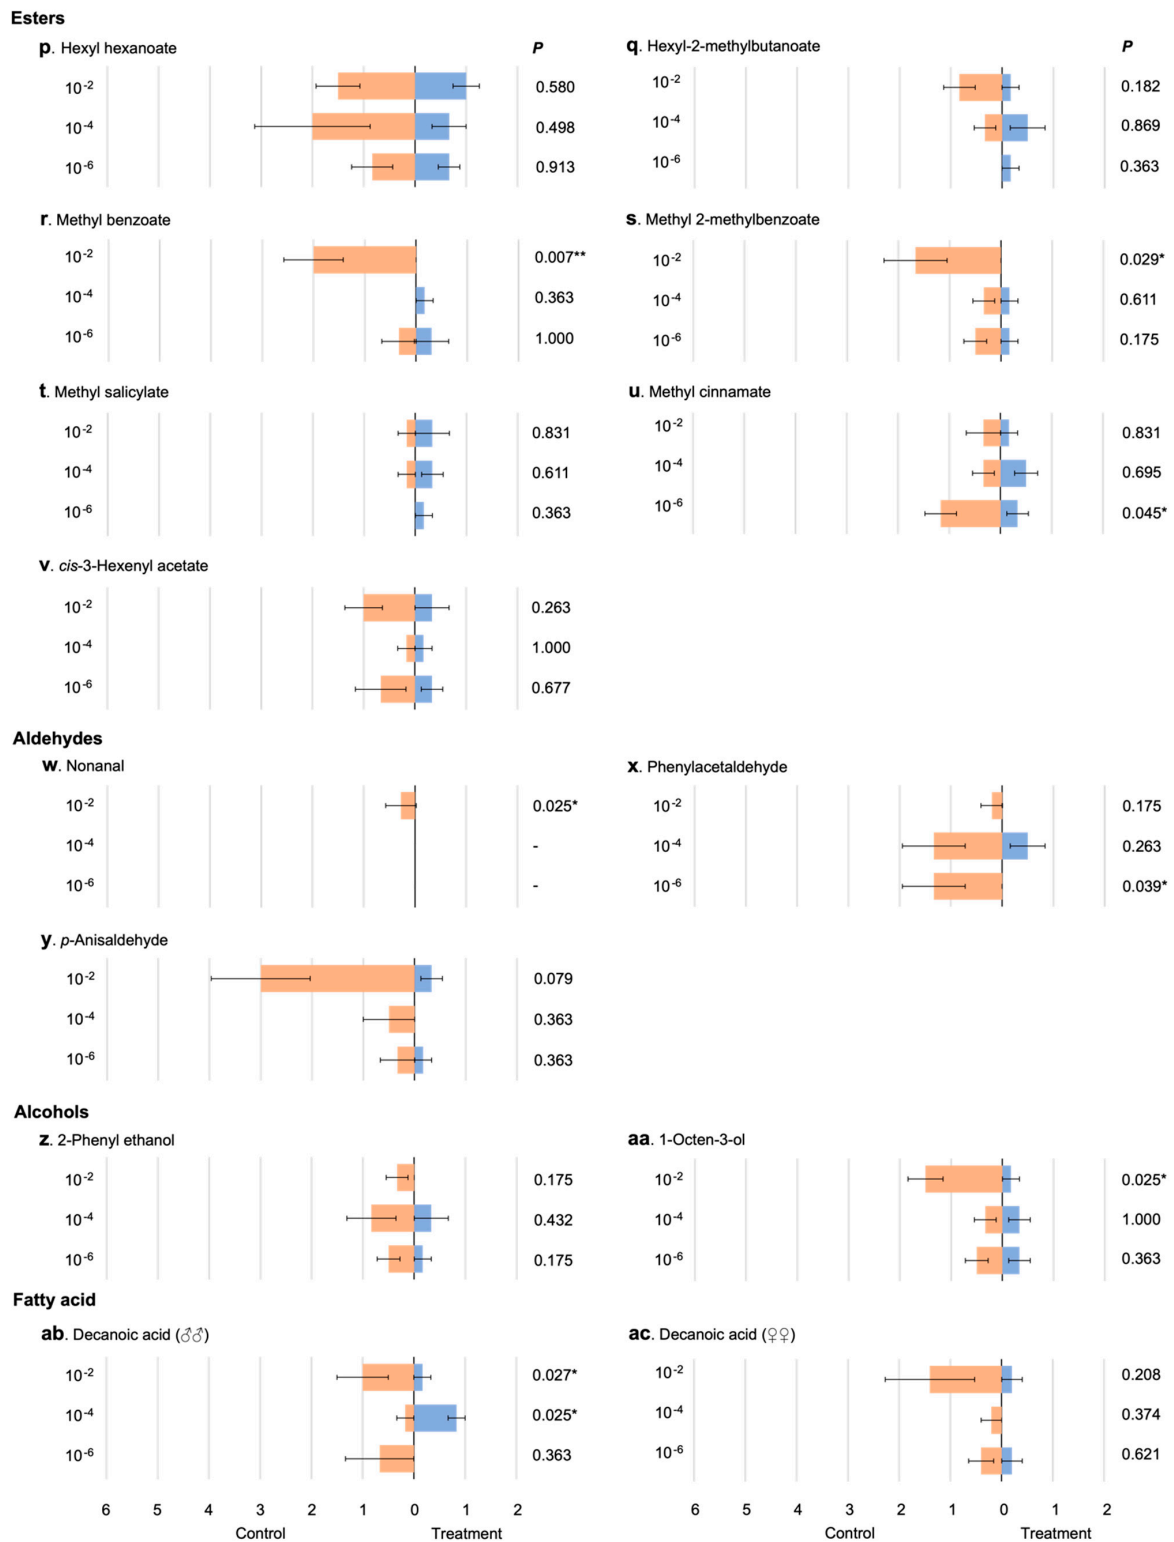 Esters
p. Hexyl hexanoate P
10-2 0.580
10-4 0.498
10-6 0.913
q. Hexyl-2-methylbutanoate P
10-2 0.182
10-4 0.869
10-6 0.363
r. Methyl benzoate
10-2 0.007**
10-4 0.363
10-6 1.000
s. Methyl 2-methylbenzoate
10-2 0.029*
10-4 0.611
10-6 0.175
t. Methyl salicylate
10-2 0.831
10-4 0.611
10-6 0.363
u. Methyl cinnamate
10-2 0.831
10-4 0.695
10-6 0.045*
v. cis-3-Hexenyl acetate
10-2 0.263
10-4 1.000
10-6 0.677
Aldehydes
w. Nonanal
10-2 0.025*
10-4 -
10-6 -
x. Phenylacetaldehyde
10-2 0.175
10-4 0.263
10-6 0.039*
y. p-Anisaldehyde
10-2 0.079
10-4 0.363
10-6 0.363
Alcohols
z. 2-Phenyl ethanol
10-2 0.175
10-4 0.432
10-6 0.175
aa. 1-Octen-3-ol
10-2 0.025*
10-4 1.000
10-6 0.363
Fatty acid
ab. Decanoic acid (♂♂)
10-2 0.027*
10-4 0.025*
10-6 0.363
6 5 4 3 2 1 0 1 2
Control Treatment
ac. Decanoic acid (♀♀)
10-2 0.208
10-4 0.374
10-6 0.621
6 5 4 3 2 1 0 1 2
Control Treatment